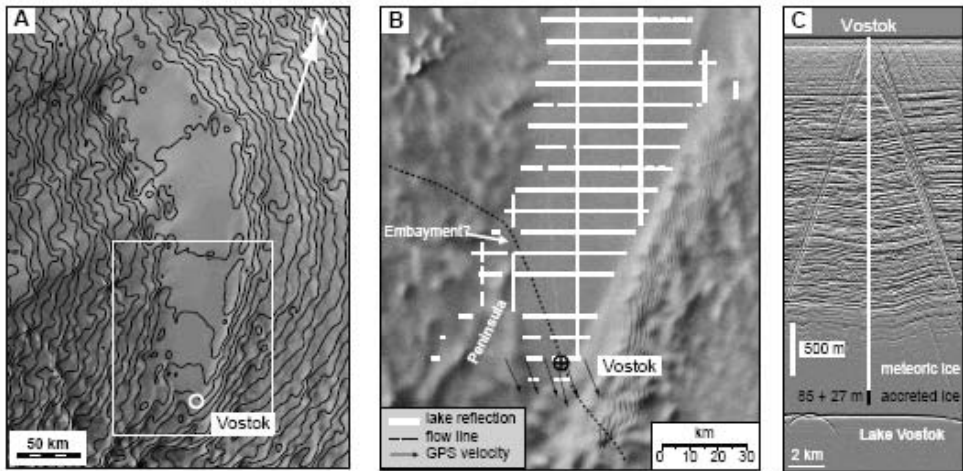 A
N
Vostok
50 km
B
Embayment?
Peninsula
Vostok
lake reflection
flow line
GPS velocity
km
0 10 20 30
C
Vostok
500 m
meteoric ice
85 + 27 m accreted ice
Lake Vostok
2 km